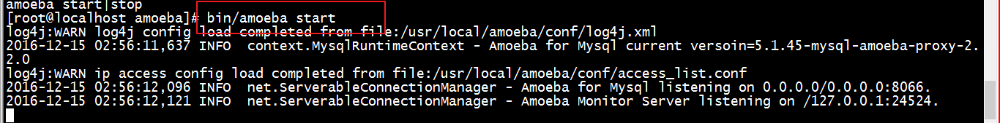 amoeba start|stop
[root@localhost amoeba]# bin/amoeba start
log4j:WARN log4j config load completed from file:/usr/local/amoeba/conf/log4j.xml
2016-12-15 02:56:11,637 INFO  context.MysqlRuntimeContext - Amoeba for Mysql current versoin=5.1.45-mysql-amoeba-proxy-2.
2.0
log4j:WARN ip access config load completed from file:/usr/local/amoeba/conf/access_list.conf
2016-12-15 02:56:12,096 INFO  net.ServerableConnectionManager - Amoeba for Mysql listening on 0.0.0.0/0.0.0.0:8066.
2016-12-15 02:56:12,121 INFO  net.ServerableConnectionManager - Amoeba Monitor Server listening on /127.0.0.1:24524.